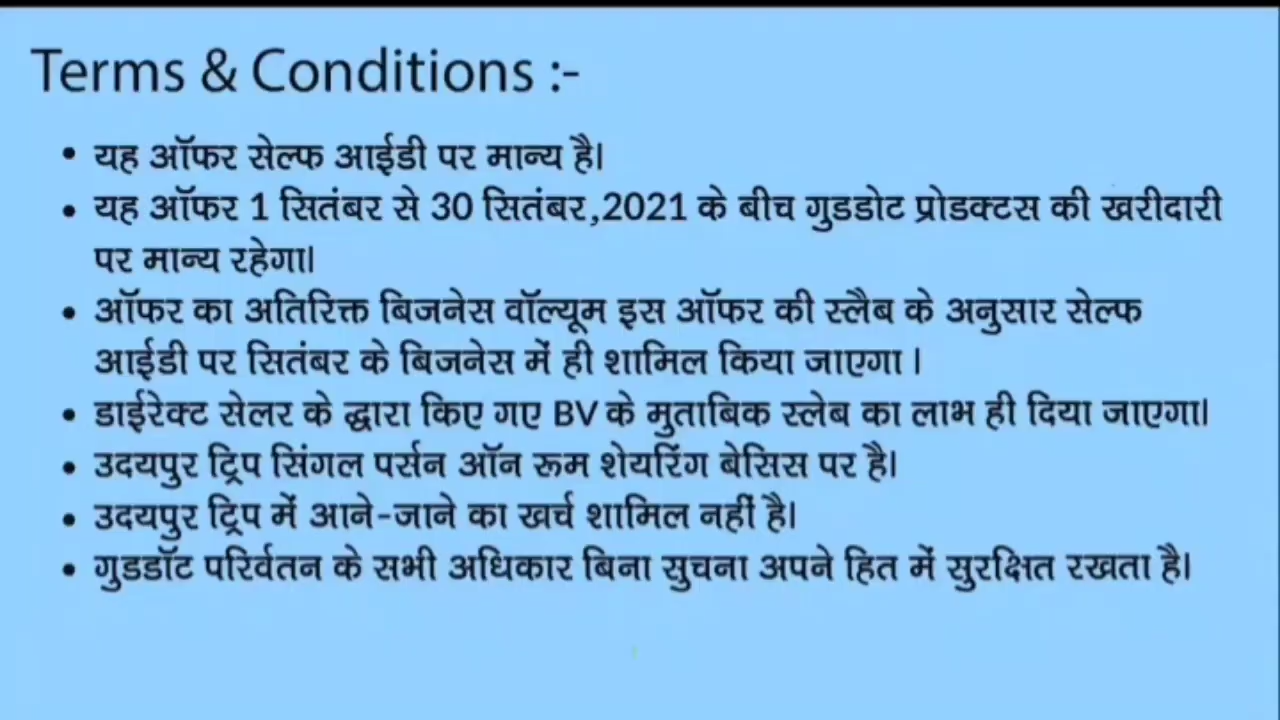 Terms & Conditions :-
• यह ऑफर सेल्फ आईडी पर मान्य है।
• यह ऑफर 1 सितंबर से 30 सितंबर,2021 के बीच गुडडोट प्रोडक्टस की खरीदारी
पर मान्य रहेगा।
• ऑफर का अतिरिक्त बिजनेस वॉल्यूम इस ऑफर की स्लैब के अनुसार सेल्फ
आईडी पर सितंबर के बिजनेस में ही शामिल किया जाएगा ।
• डाईरेक्ट सेलर के द्धारा किए गए BV के मुताबिक स्लेब का लाभ ही दिया जाएगा।
• उदयपुर ट्रिप सिंगल पर्सन ऑन रूम शेयरिंग बेसिस पर है।
• उदयपुर ट्रिप में आने-जाने का खर्च शामिल नहीं है।
• गुडडॉट परिर्वतन के सभी अधिकार बिना सुचना अपने हित में सुरक्षित रखता है।